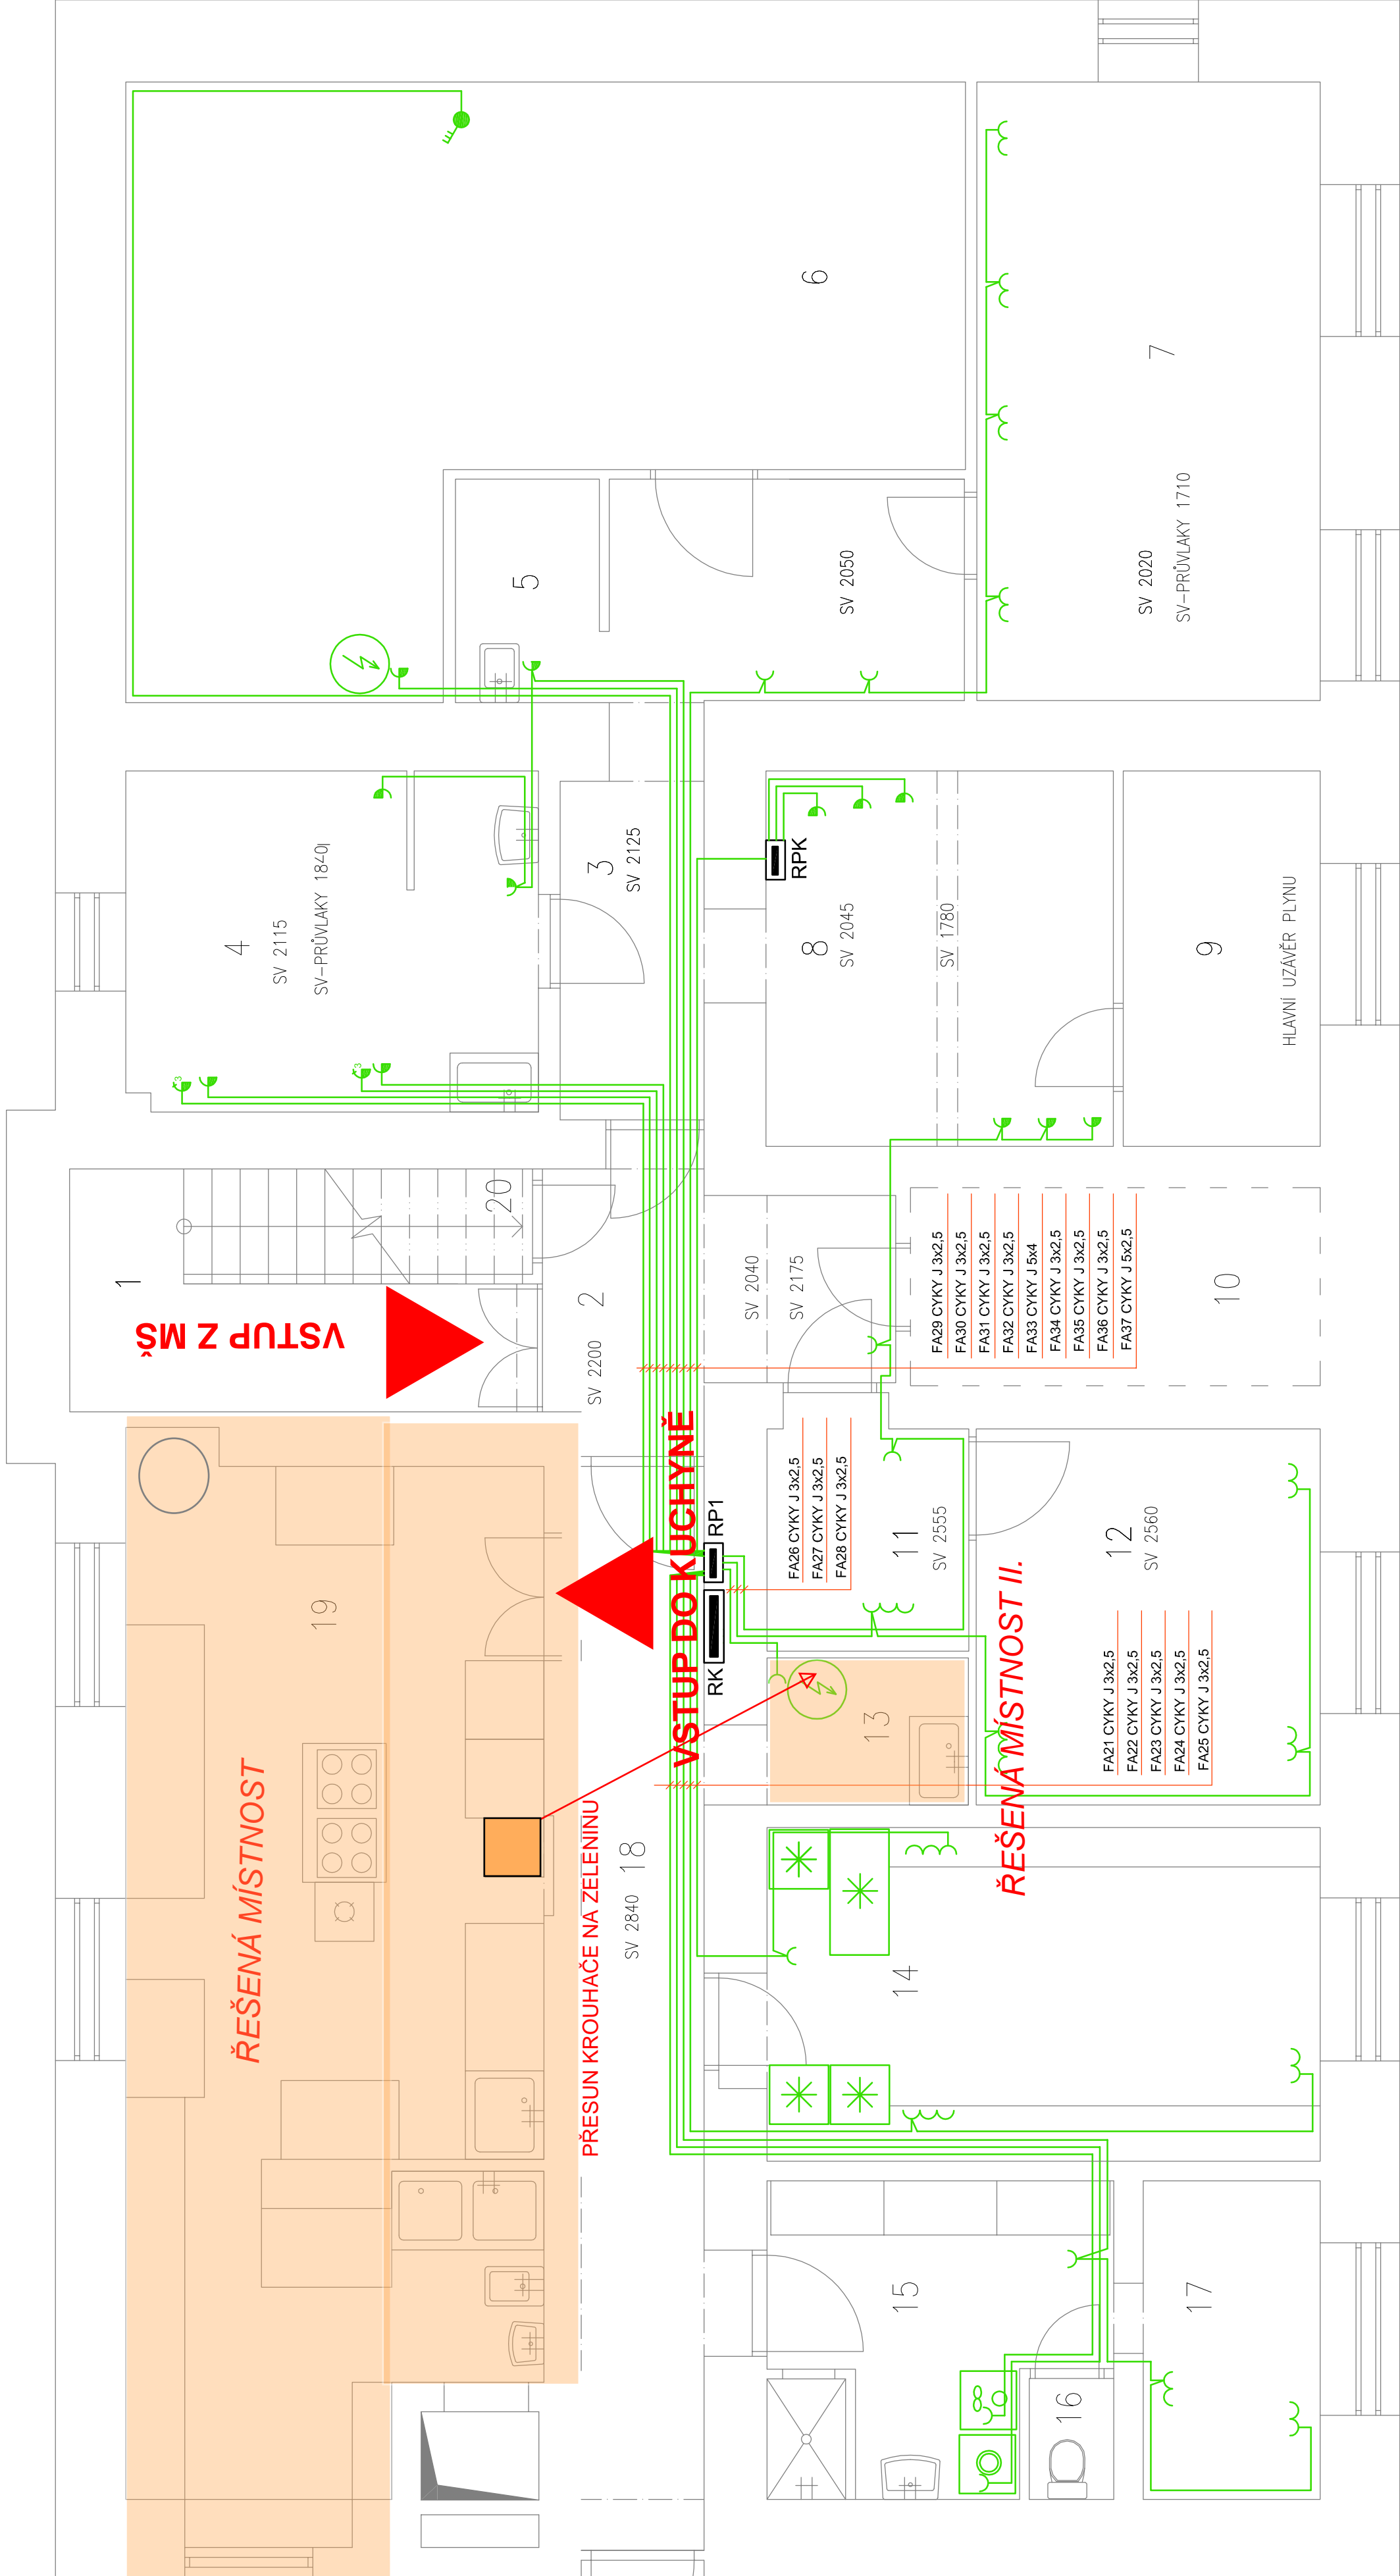 6
7
5
SV 2050
SV 2020
SV-PRŮVLAKY 1710
4
SV 2115
SV-PRŮVLAKY 1840
3
SV 2125
RPK
8
SV 2045
SV 1780
9
HLAVNÍ UZÁVĚR PLYNU
3
3
1
20
VSTUP Z MŠ
2
SV 2200
SV 2040
SV 2175
10
FA29 CYKY J 3x2,5
FA30 CYKY J 3x2,5
FA31 CYKY J 3x2,5
FA32 CYKY J 3x2,5
FA33 CYKY J 5x4
FA34 CYKY J 3x2,5
FA35 CYKY J 3x2,5
FA36 CYKY J 3x2,5
FA37 CYKY J 5x2,5
VSTUP DO KUCHYNĚ
RP1
RK
FA26 CYKY J 3x2,5
FA27 CYKY J 3x2,5
FA28 CYKY J 3x2,5
11
SV 2555
12
SV 2560
19
ŘEŠENÁ MÍSTNOST
13
ŘEŠENÁ MÍSTNOST II.
FA21 CYKY J 3x2,5
FA22 CYKY J 3x2,5
FA23 CYKY J 3x2,5
FA24 CYKY J 3x2,5
FA25 CYKY J 3x2,5
PŘESUN KROUHAČE NA ZELENINU
18
SV 2840
14
15
17
16